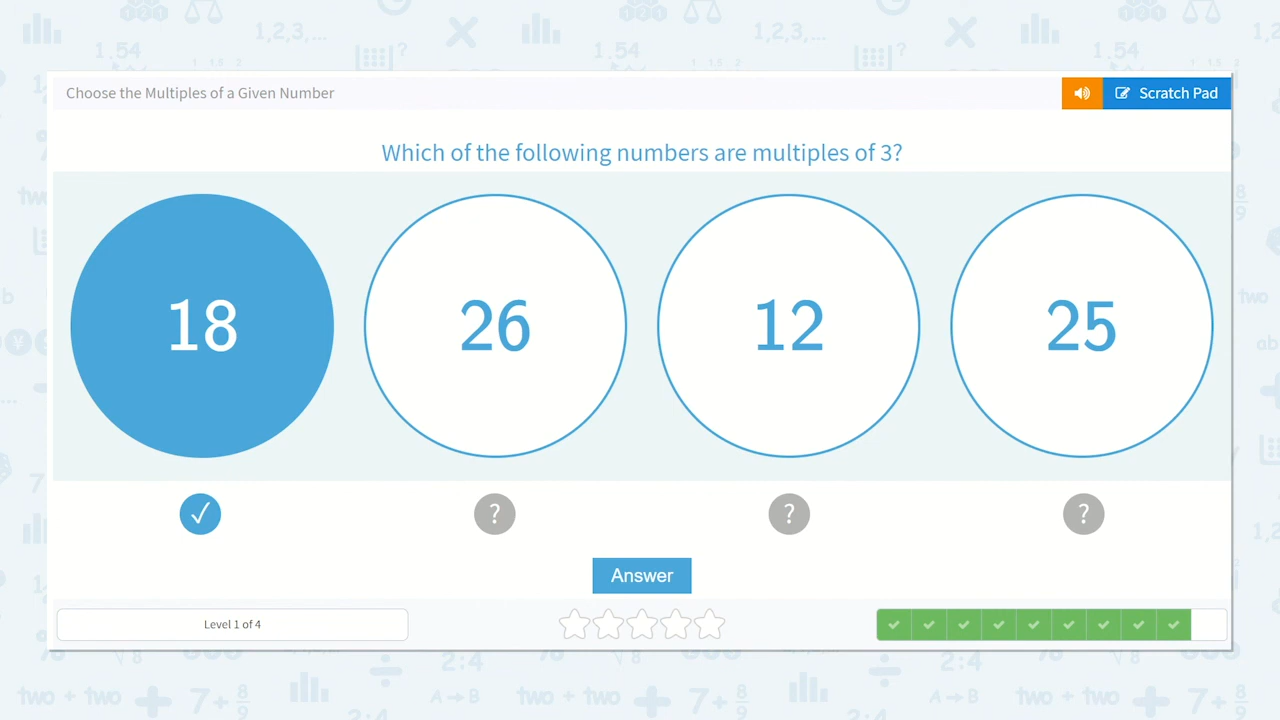 Choose the Multiples of a Given Number
Scratch Pad
Which of the following numbers are multiples of 3?
18
26
12
25
?
?
?
Answer
Level 1 of 4